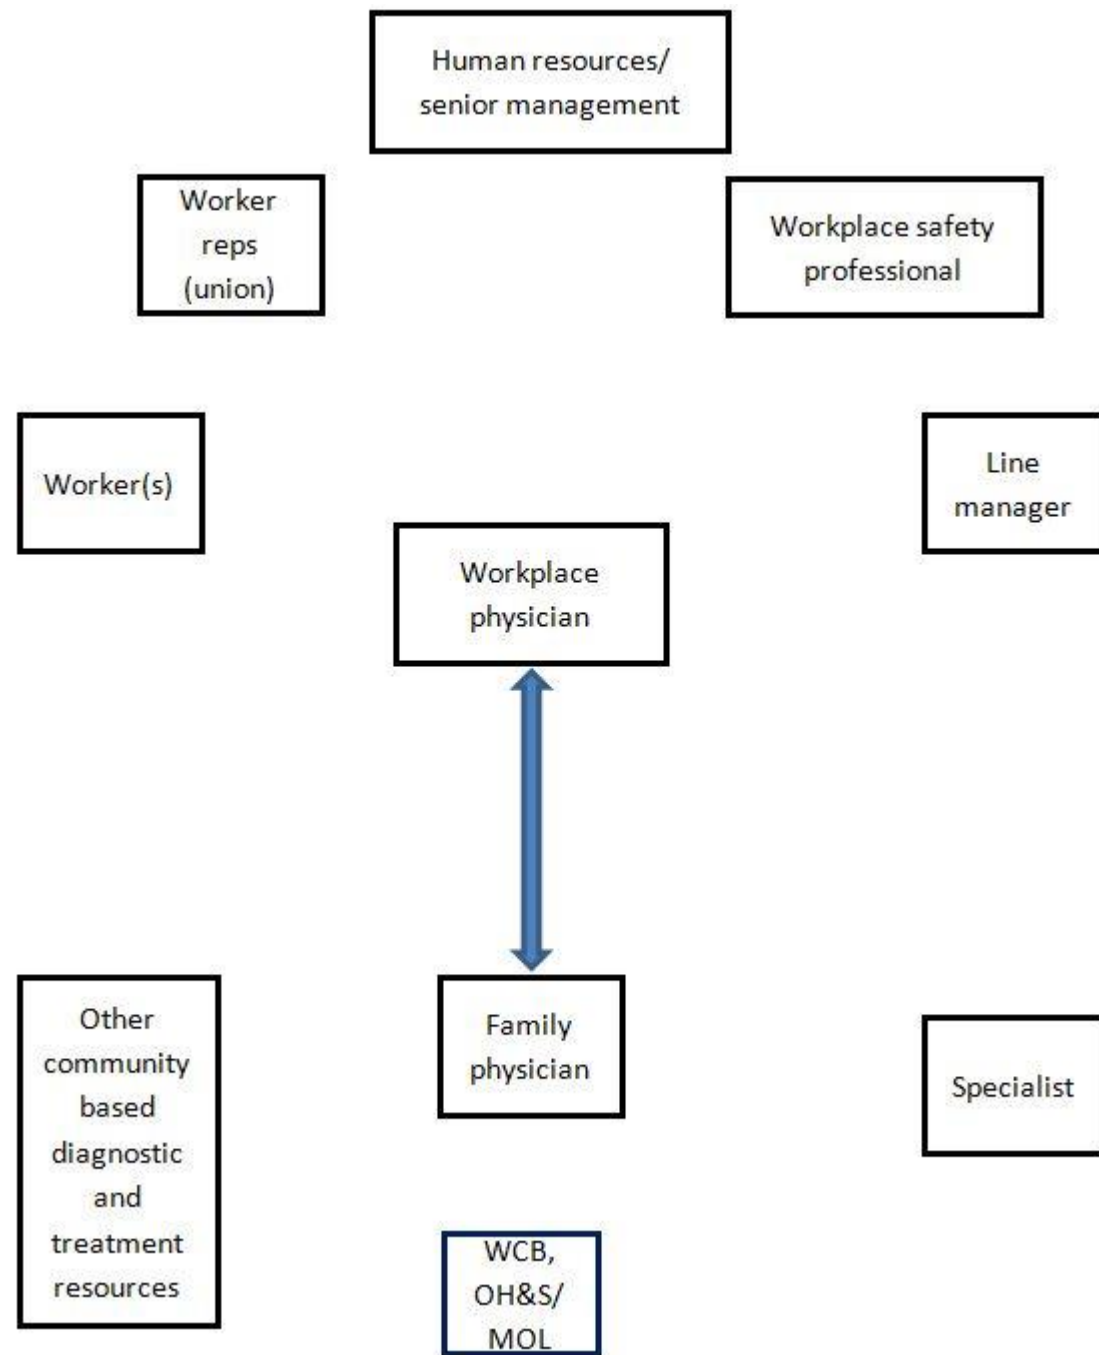 Human resources/
senior management
Worker
reps
(union)
Workplace safety
professional
Worker(s)
Line
manager
Workplace
physician
Other
community
based
diagnostic
and
treatment
resources
Family
physician
Specialist
WCB,
OH&S/
MOL